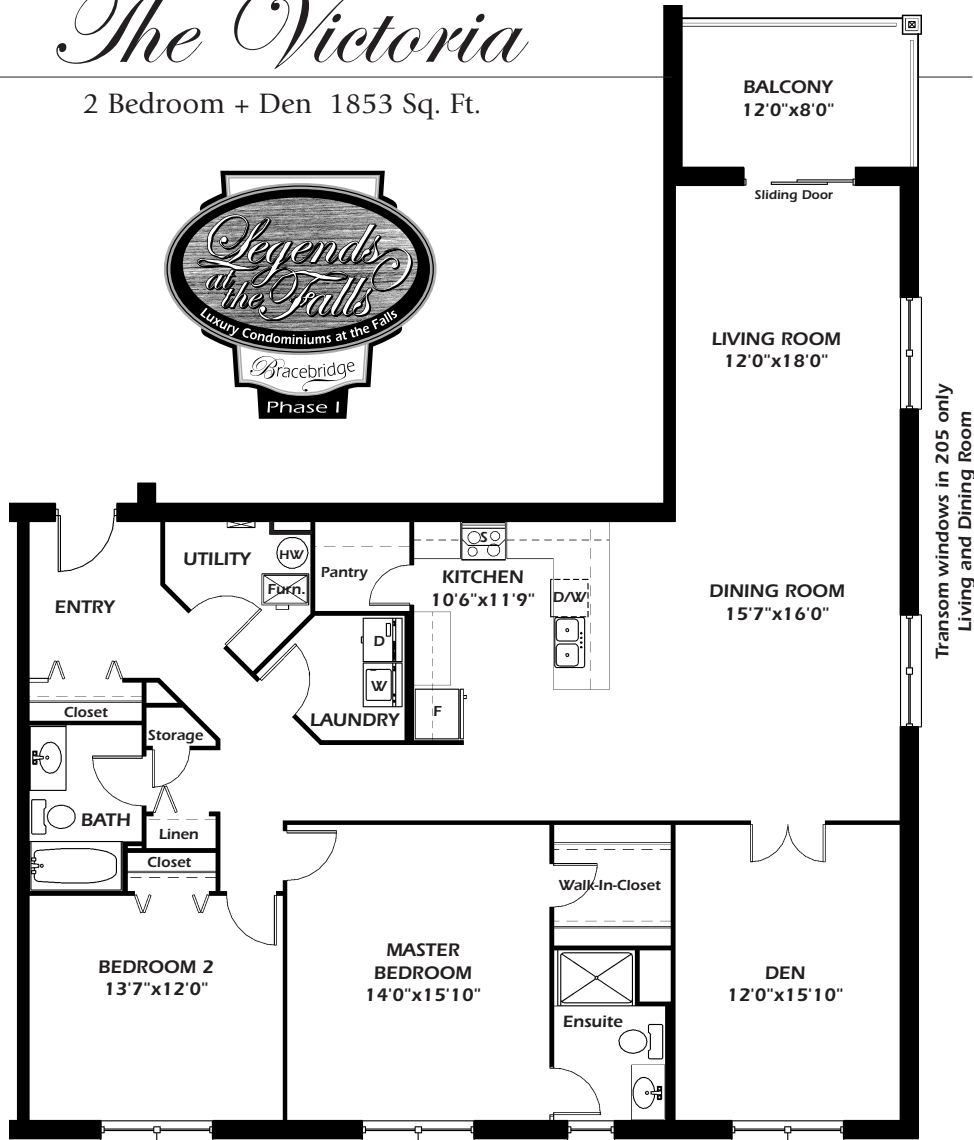 The Victoria
2 Bedroom + Den 1853 Sq. Ft.
Legends
at
the Falls
Luxury Condominiums at the Falls
Bracebridge
Phase I
BALCONY
12'0"x8'0"
Sliding Door
LIVING ROOM
12'0"x18'0"
Transom windows in 205 only
Living and Dining Room
DINING ROOM
15'7"x16'0"
UTILITY
HW
Furn.
Pantry
S
KITCHEN
10'6"x11'9"
D/W
ENTRY
D
W
LAUNDRY
F
Closet
Storage
BATH
Linen
Closet
Walk-In-Closet
BEDROOM 2
13'7"x12'0"
MASTER
BEDROOM
14'0"x15'10"
Ensuite
DEN
12'0"x15'10"